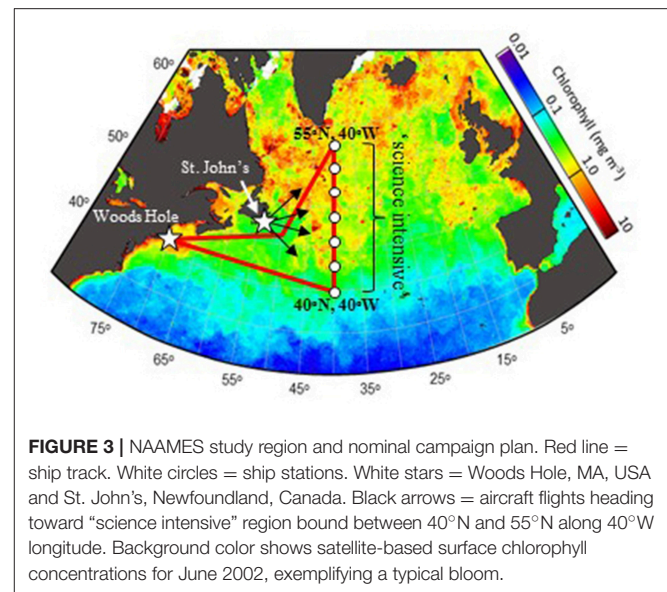 0.01
0.1
1.0
10
Chlorophyll (mg m⁻³)
60°
50°
40°
55°N, 40°W
St. John's
Woods Hole
"science intensive"
40°N, 40°W
75°
65°
55°
45°
35°
25°
15°
5°
FIGURE 3 | NAAMES study region and nominal campaign plan. Red line =
ship track. White circles = ship stations. White stars = Woods Hole, MA, USA
and St. John's, Newfoundland, Canada. Black arrows = aircraft flights heading
toward “science intensive” region bound between 40°N and 55°N along 40°W
longitude. Background color shows satellite-based surface chlorophyll
concentrations for June 2002, exemplifying a typical bloom.